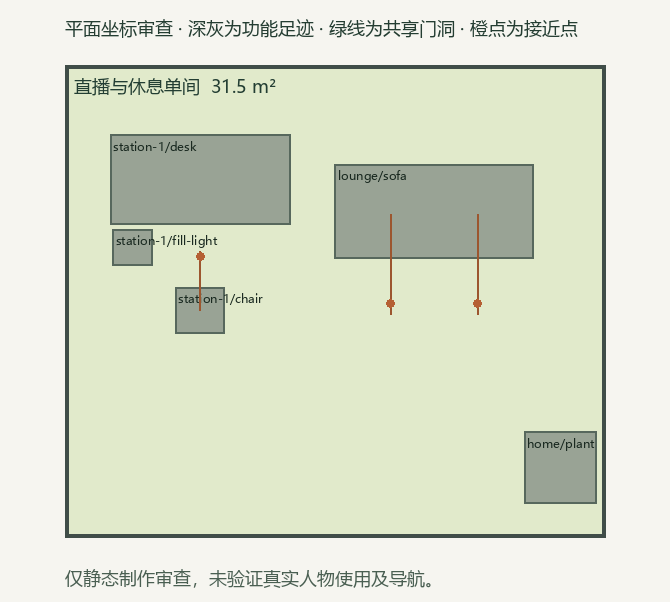 平面坐标审查 · 深灰为功能足迹 · 绿线为共享门洞 · 橙点为接近点
直播与休息单间 31.5 m²
station-1/desk
lounge/sofa
station-1/fill-light
station-1/chair
home/plant
仅静态制作审查，未验证真实人物使用及导航。